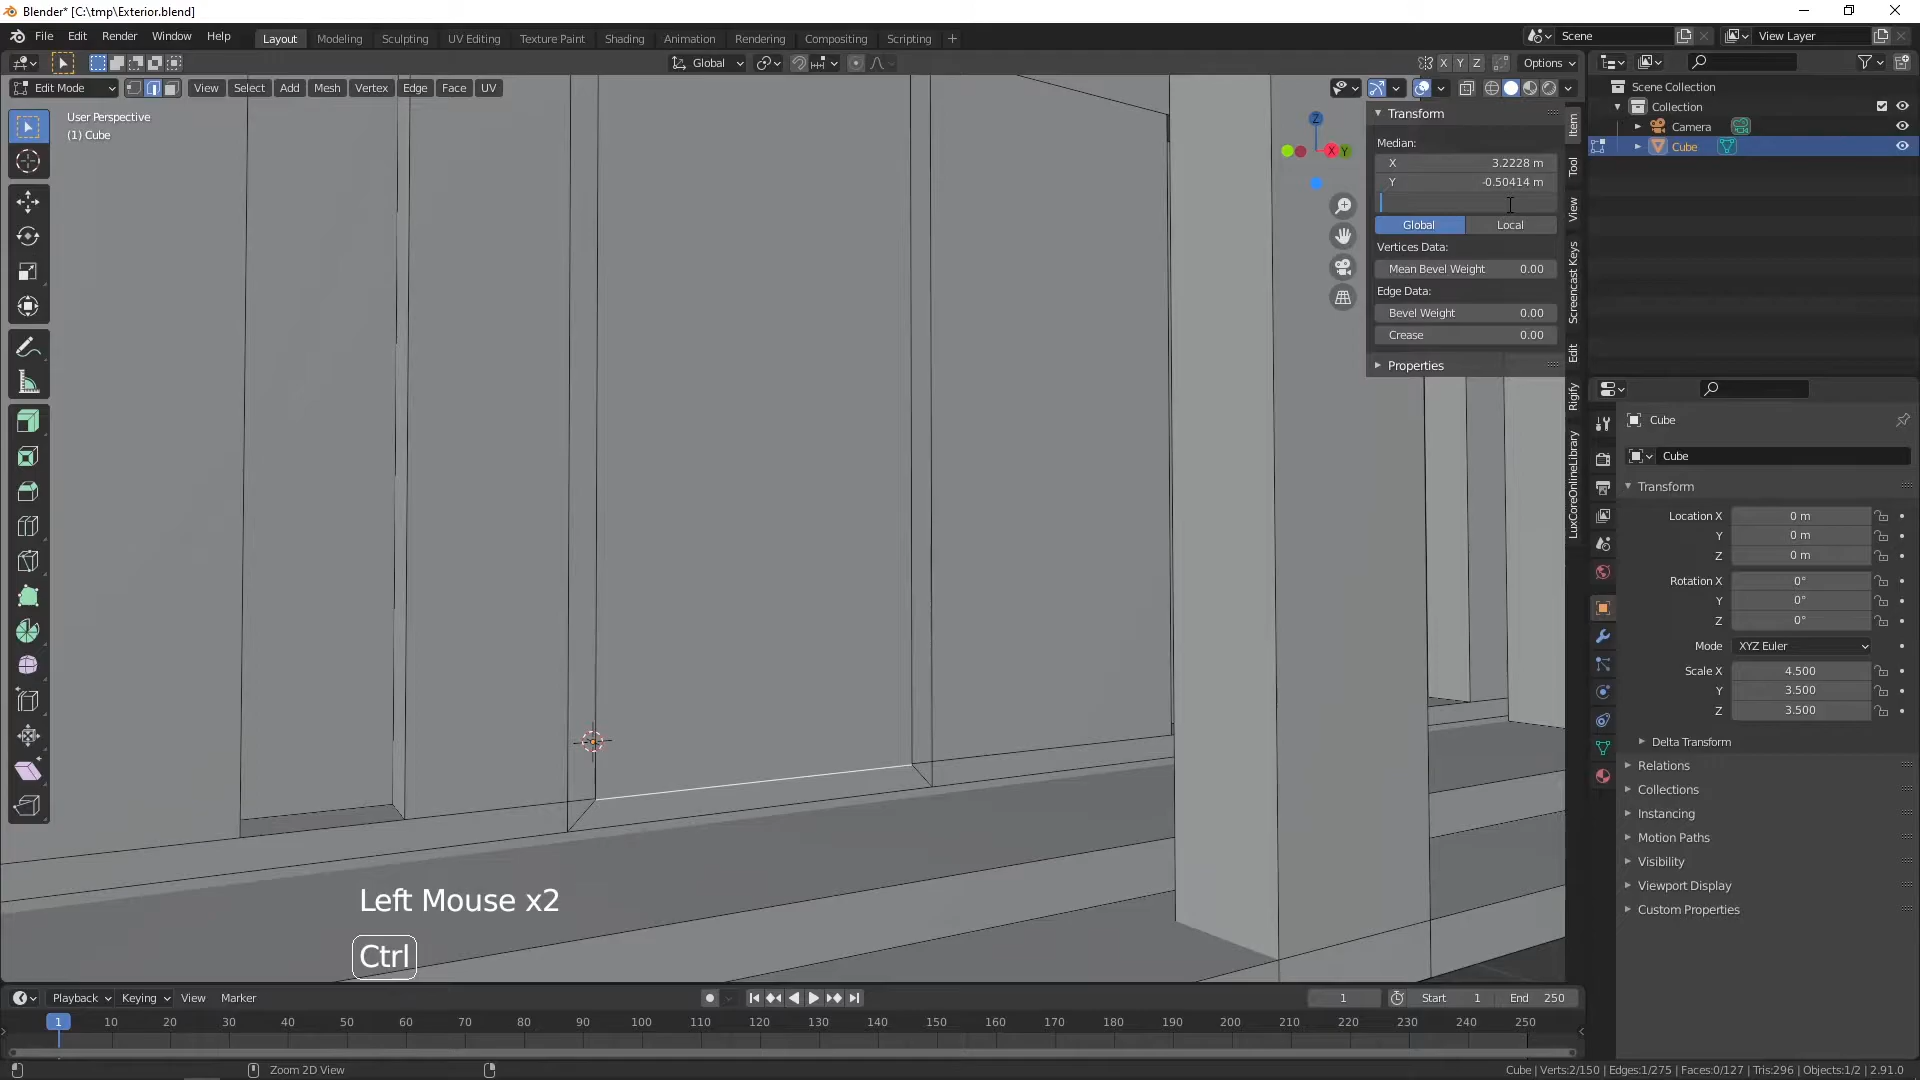 Blender* [C:\tmp\Exterior.blend]
File Edit Render Window Help
Layout Modeling Sculpting UV Editing Texture Paint Shading Animation Rendering Compositing Scripting +
Scene
View Layer
Global
X Y Z
Options
Edit Mode
View Select Add Mesh Vertex Edge Face UV
User Perspective
(1) Cube
Z
X
Y
Transform
Median:
X 3.2228 m
Y -0.50414 m
Global Local
Vertices Data:
Mean Bevel Weight 0.00
Edge Data:
Bevel Weight 0.00
Crease 0.00
Properties
Item
Tool
View
Screencast Keys
Edit
Rigify
LuxCoreOnlineLibrary
Scene Collection
Collection
Camera
Cube
Cube
Cube
Transform
Location X 0 m
Y 0 m
Z 0 m
Rotation X 0°
Y 0°
Z 0°
Mode XYZ Euler
Scale X 4.500
Y 3.500
Z 3.500
Delta Transform
Relations
Collections
Instancing
Motion Paths
Visibility
Viewport Display
Custom Properties
Left Mouse x2
Ctrl
Playback Keying View Marker
1
Start 1
End 250
1 10 20 30 40 50 60 70 80 90 100 110 120 130 140 150 160 170 180 190 200 210 220 230 240 250
Zoom 2D View
Cube | Verts:2/150 | Edges:1/275 | Faces:0/127 | Tris:296 | Objects:1/2 | 2.91.0